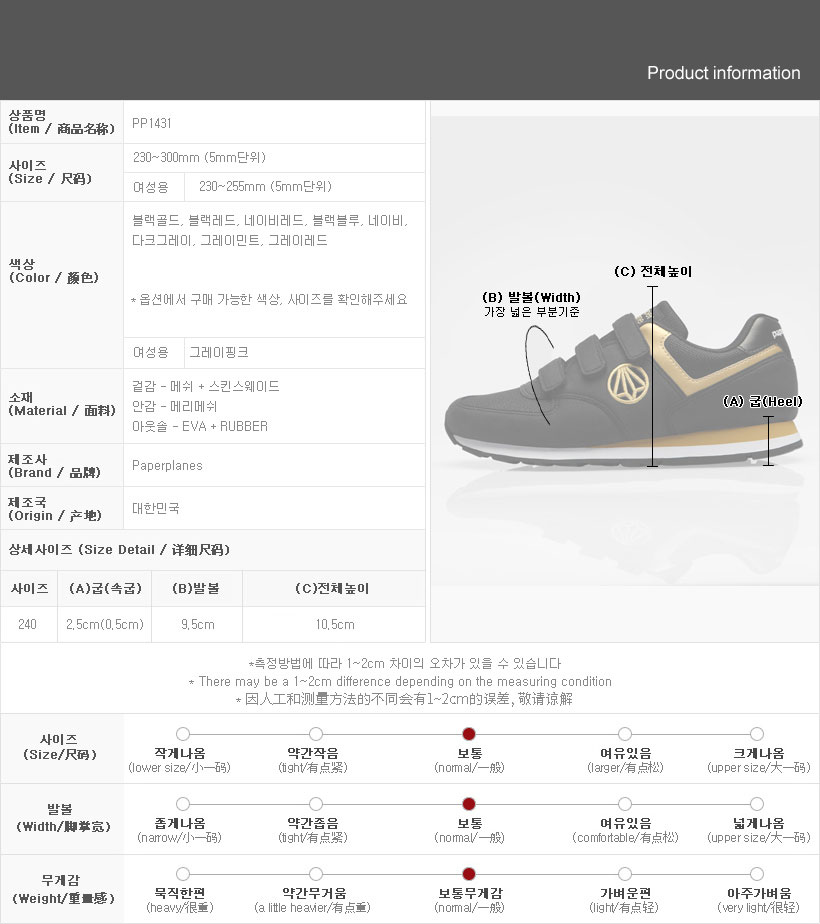 Product information
상품명
(Item / 商品名称)
PP1431
사이즈
(Size / 尺码)
230~300mm (5mm단위)
여성용
230~255mm (5mm단위)
색상
(Color / 颜色)
블랙골드, 블랙레드, 네이비레드, 블랙블루, 네이비,
다크그레이, 그레이민트, 그레이레드
* 옵션에서 구매 가능한 색상, 사이즈를 확인해주세요
여성용
그레이핑크
소재
(Material / 面料)
겉감 - 메쉬 + 스킨스웨이드
안감 - 메리메쉬
아웃솔 - EVA + RUBBER
제조사
(Brand / 品牌)
Paperplanes
제조국
(Origin / 产地)
대한민국
상세사이즈 (Size Detail / 详细尺码)
사이즈
(A)굽(속굽)
(B)발볼
(C)전체높이
240
2.5cm(0.5cm)
9.5cm
10.5cm
(C) 전체높이
(B) 발볼(Width)
가장 넓은 부분기준
(A) 굽(Heel)
*측정방법에 따라 1~2cm 차이의 오차가 있을 수 있습니다
* There may be a 1~2cm difference depending on the measuring condition
* 因人工和测量方法的不同会有1~2cm的误差, 敬请谅解
사이즈
(Size/尺码)
작게나옴
(lower size/小一码)
약간작음
(tight/有点紧)
보통
(normal/一般)
여유있음
(larger/有点松)
크게나옴
(upper size/大一码)
발볼
(Width/脚掌宽)
좁게나옴
(narrow/小一码)
약간좁음
(tight/有点紧)
보통
(normal/一般)
여유있음
(comfortable/有点松)
넓게나옴
(upper size/大一码)
무게감
(Weight/重量感)
묵직한편
(heavy/很重)
약간무거움
(a little heavier/有点重)
보통무게감
(normal/一般)
가벼운편
(light/有点轻)
아주가벼움
(very light/很轻)